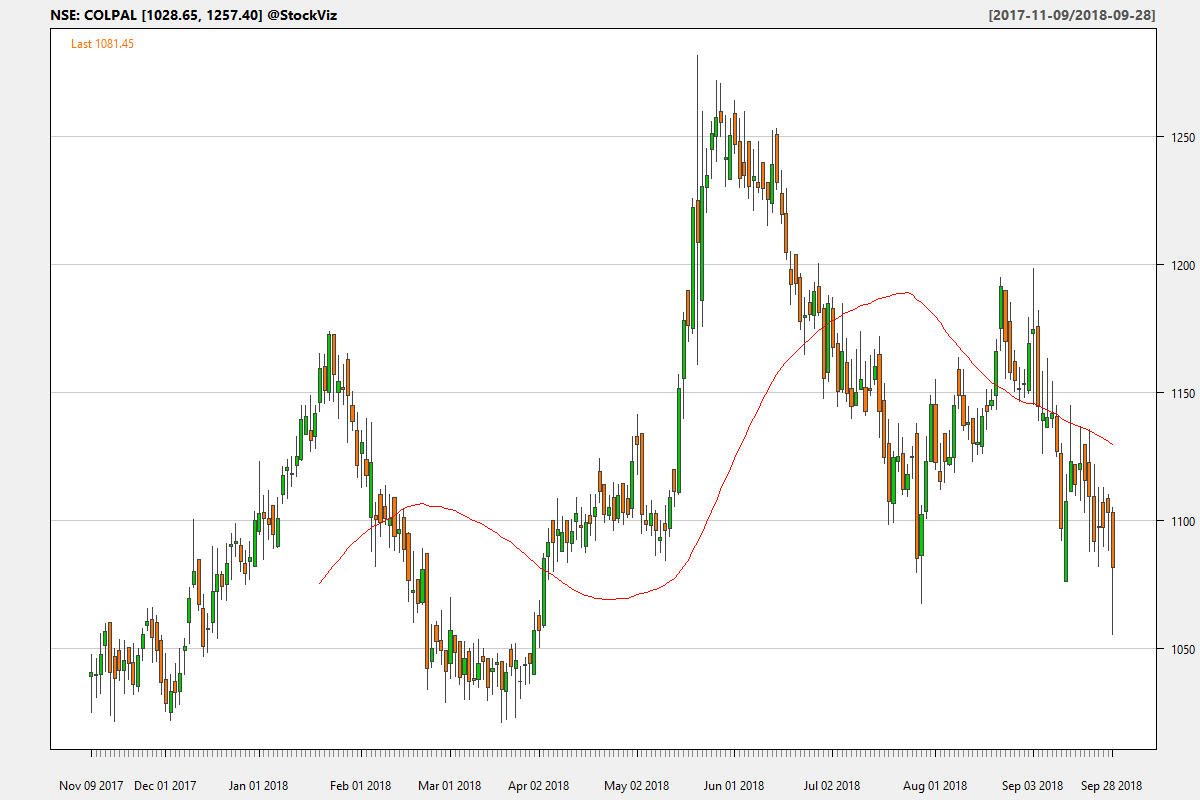 NSE: COLPAL [1028.65, 1257.40] @StockViz [2017-11-09/2018-09-28]
Last 1081.45
1250
1200
1150
1100
1050
Nov 09 2017 Dec 01 2017 Jan 01 2018 Feb 01 2018 Mar 01 2018 Apr 02 2018 May 02 2018 Jun 01 2018 Jul 02 2018 Aug 01 2018 Sep 03 2018 Sep 28 2018